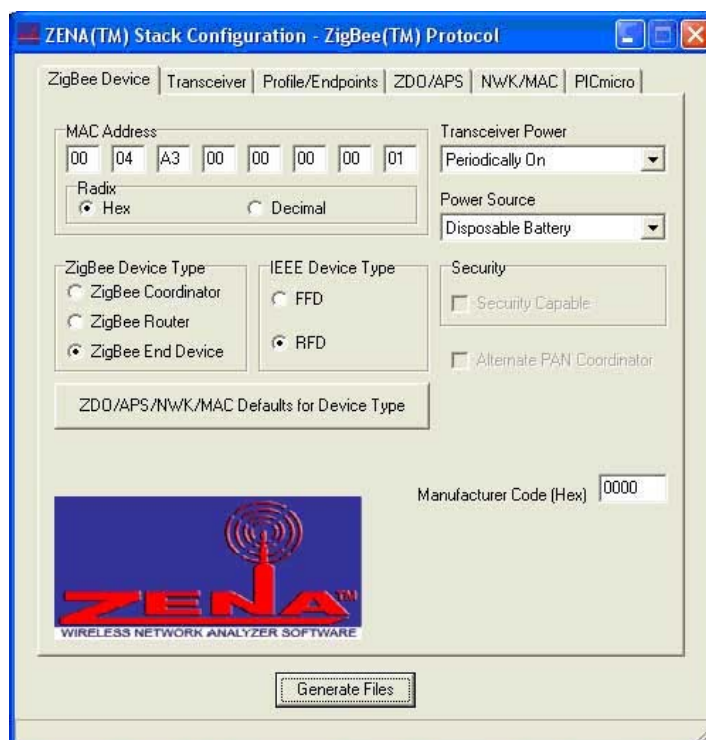 ZENA(TM) Stack Configuration - ZigBee(TM) Protocol
ZigBee Device Transceiver Profile/Endpoints ZDO/APS NWK/MAC PICmicro
MAC Address
00 04 A3 00 00 00 00 01
Radix
Hex Decimal
Transceiver Power
Periodically On
Power Source
Disposable Battery
ZigBee Device Type
ZigBee Coordinator
ZigBee Router
ZigBee End Device
IEEE Device Type
FFD
RFD
Security
Security Capable
Alternate PAN Coordinator
ZDO/APS/NWK/MAC Defaults for Device Type
Manufacturer Code (Hex) 0000
ZENA™
WIRELESS NETWORK ANALYZER SOFTWARE
Generate Files